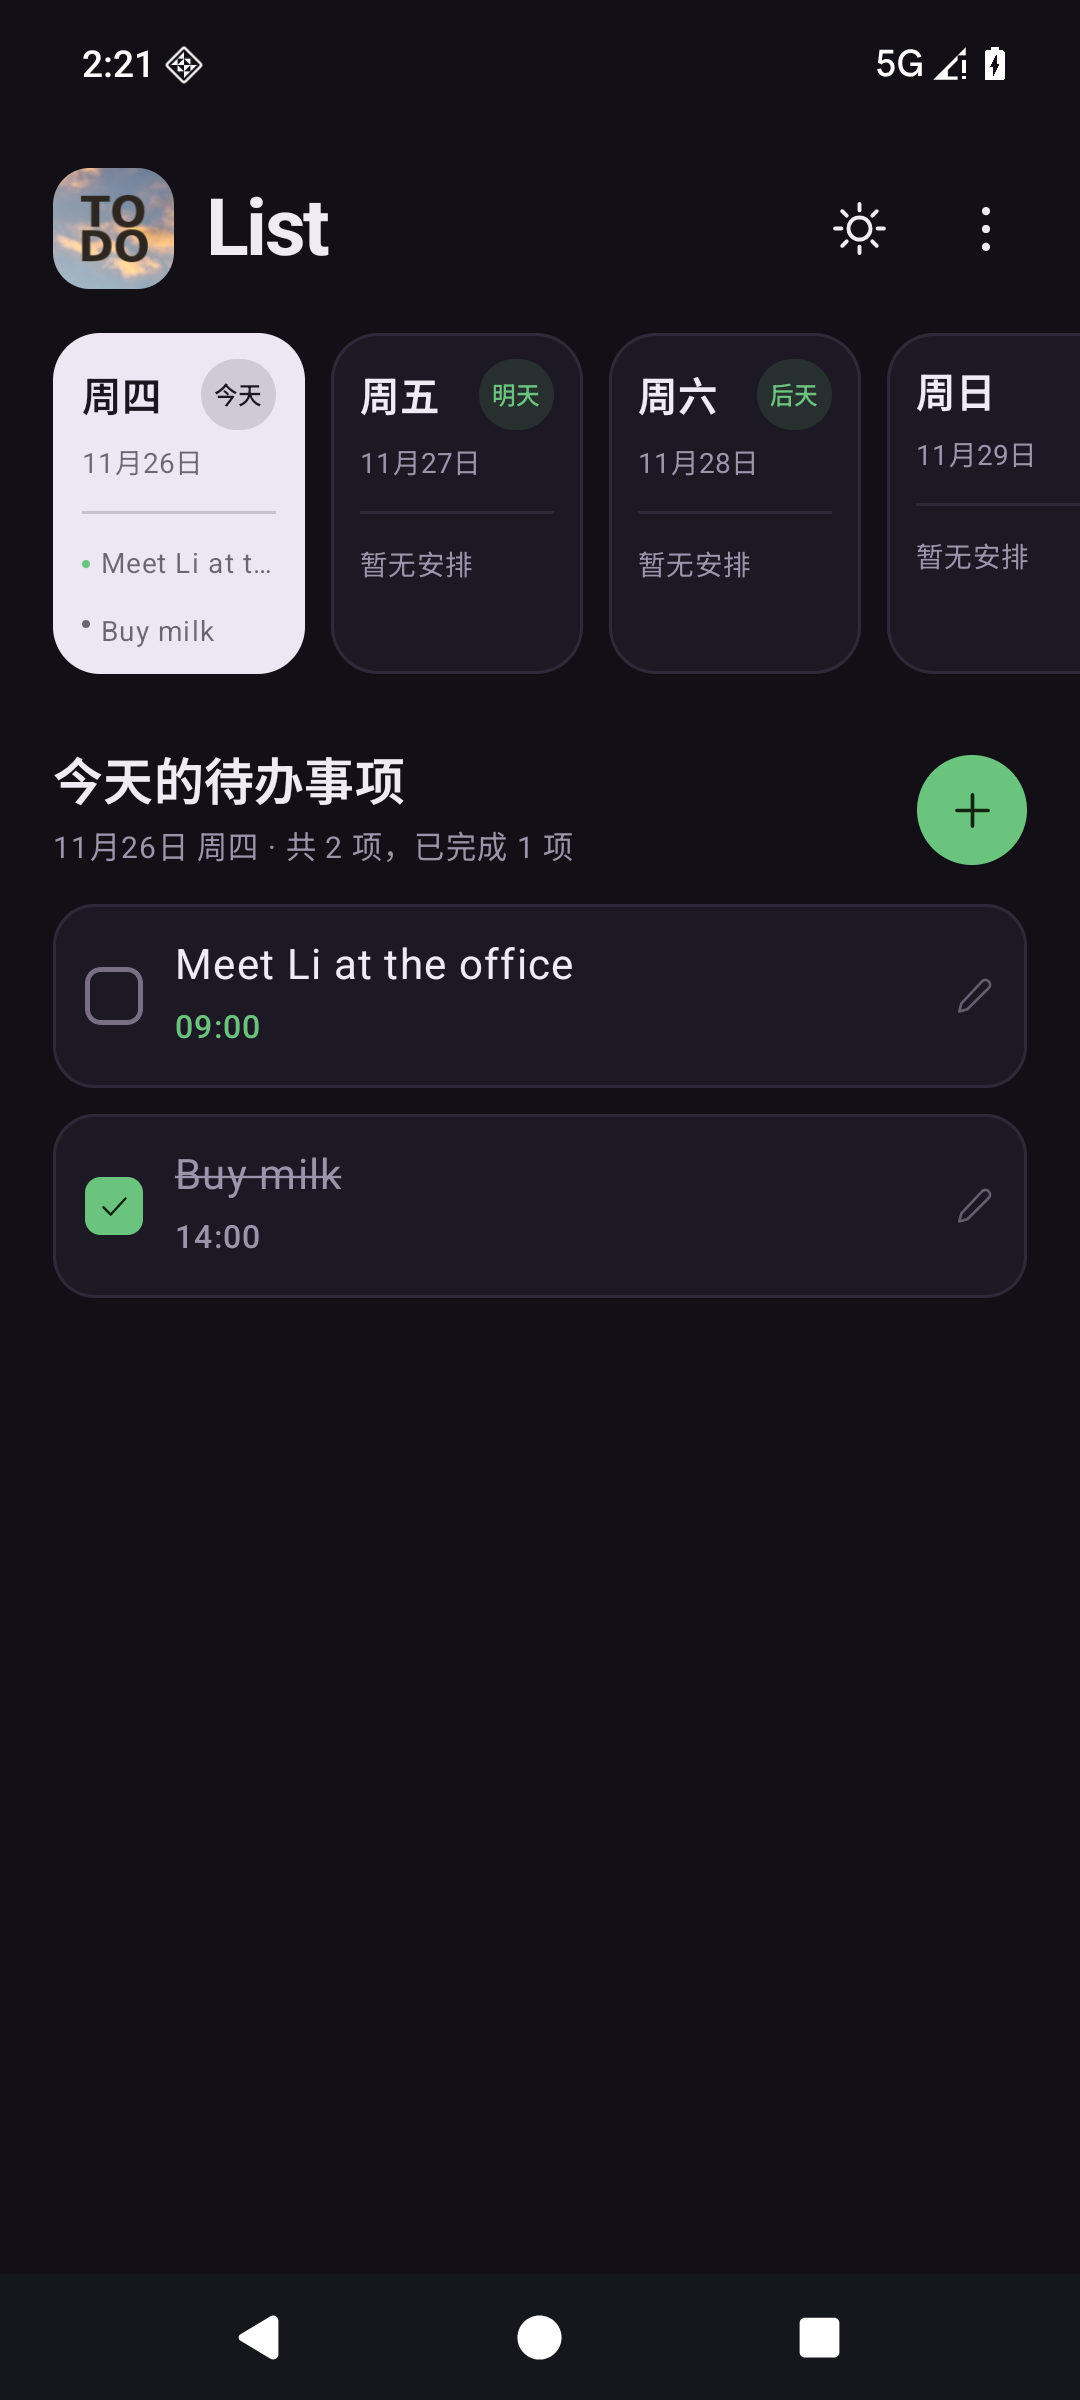 2:21
5G
TO
DO
List
周四 今天
11月26日
Meet Li at t...
Buy milk
周五 明天
11月27日
暂无安排
周六 后天
11月28日
暂无安排
周日
11月29日
暂无安排
今天的待办事项
11月26日 周四 · 共 2 项，已完成 1 项
Meet Li at the office
09:00
Buy milk
14:00